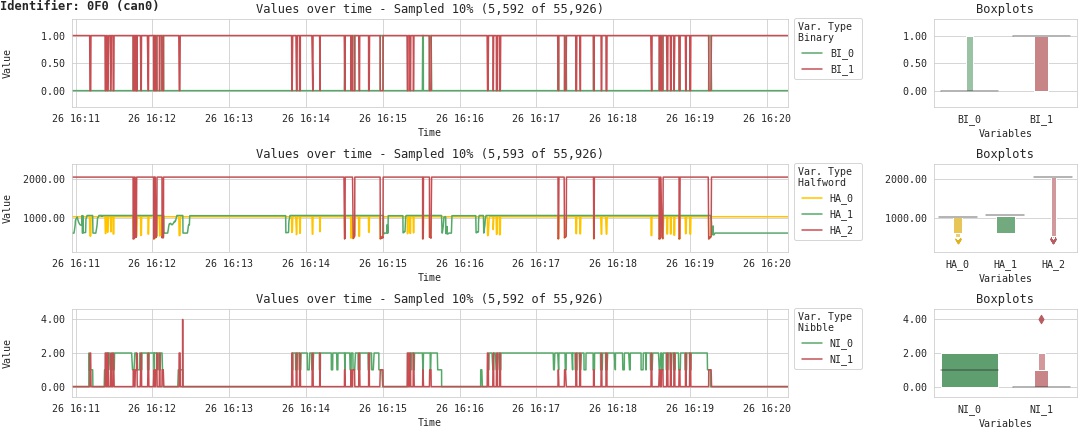 Identifier: 0F0 (can0)
Values over time - Sampled 10% (5,592 of 55,926)
Boxplots
Value
1.00
0.50
0.00
26 16:11 26 16:12 26 16:13 26 16:14 26 16:15 26 16:16 26 16:17 26 16:18 26 16:19 26 16:20
Time
Var. Type
Binary
BI_0
BI_1
1.00
0.50
0.00
BI_0 BI_1
Variables
Values over time - Sampled 10% (5,593 of 55,926)
Boxplots
Value
2000.00
1000.00
26 16:11 26 16:12 26 16:13 26 16:14 26 16:15 26 16:16 26 16:17 26 16:18 26 16:19 26 16:20
Time
Var. Type
Halfword
HA_0
HA_1
HA_2
2000.00
1000.00
HA_0 HA_1 HA_2
Variables
Values over time - Sampled 10% (5,592 of 55,926)
Boxplots
Value
4.00
2.00
0.00
26 16:11 26 16:12 26 16:13 26 16:14 26 16:15 26 16:16 26 16:17 26 16:18 26 16:19 26 16:20
Time
Var. Type
Nibble
NI_0
NI_1
4.00
2.00
0.00
NI_0 NI_1
Variables